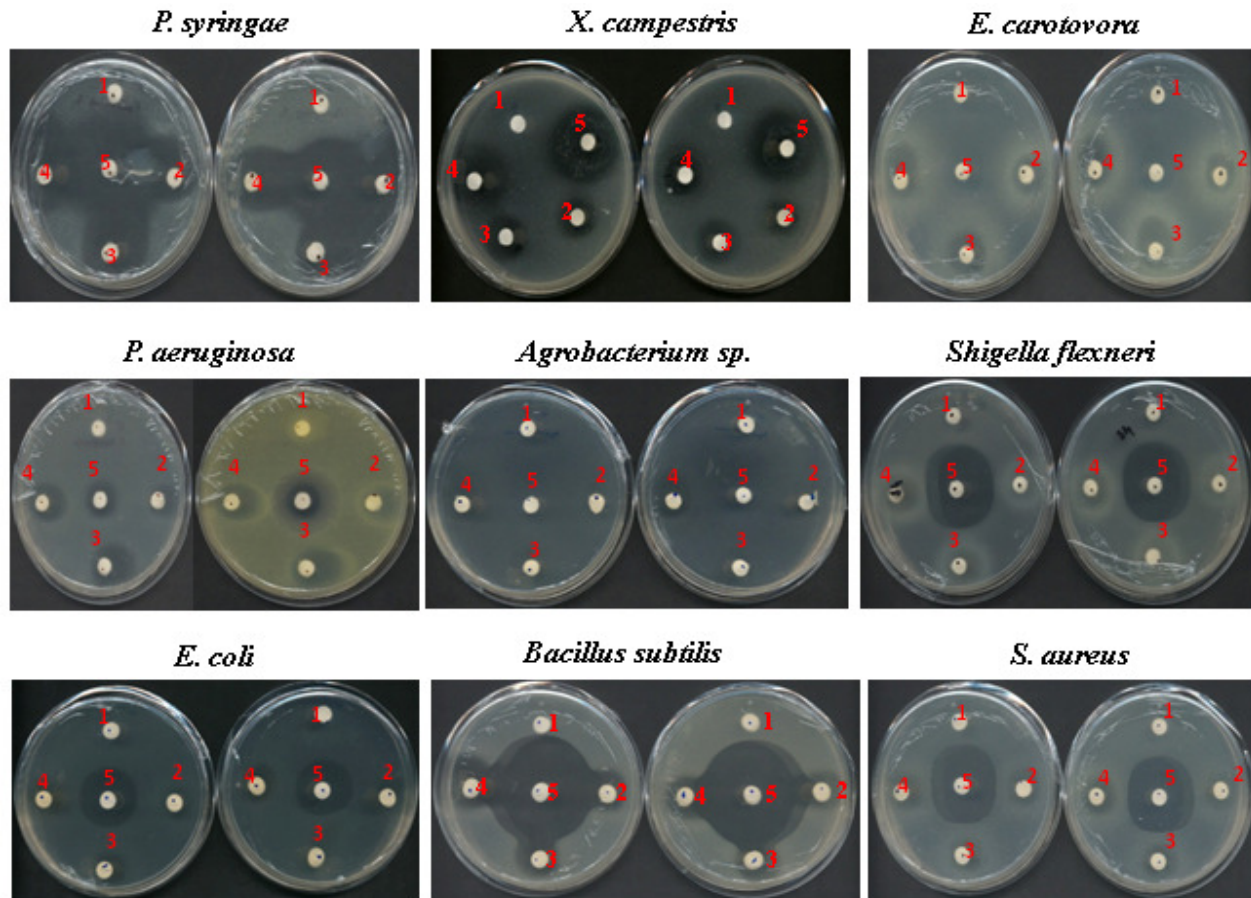 P. syringae X. campestris E. carotovora
1 1 1 1 1 1
5 5
4 5 2 4 5 2 4 4 4 5 2 4 5 2
3 3 3 2 3 2 3 3
P. aeruginosa Agrobacterium sp. Shigella flexneri
1 1 1 1 1 1
4 5 2 4 5 2 4 5 2 4 5 2 4 5 2 4 5 2
3 3 3 3 3 3
E. coli Bacillus subtilis S. aureus
1 1 1 1 1 1
4 5 2 4 5 2 4 5 2 4 5 2 4 5 2 4 5 2
3 3 3 3 3 3